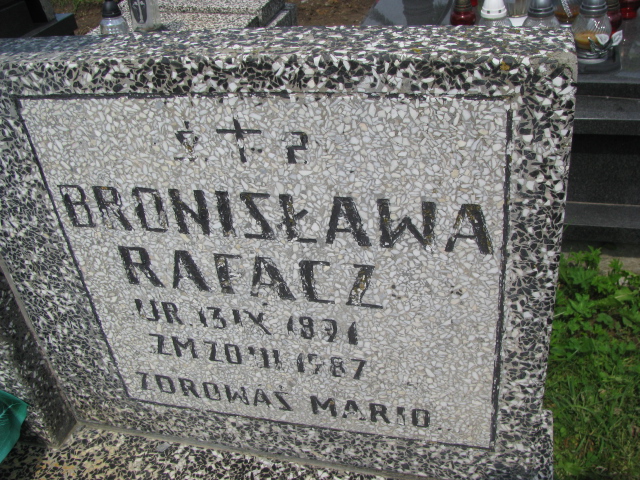 Ś † P
BRONISŁAWA
RAFACZ
UR. 13 IX 1891
ZM 20 II 1987
ZDROWAŚ MARIO